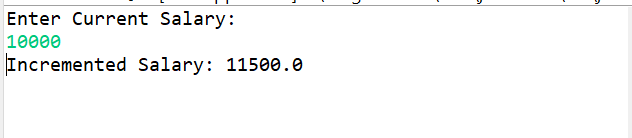 Enter Current Salary:
10000
Incremented Salary: 11500.0